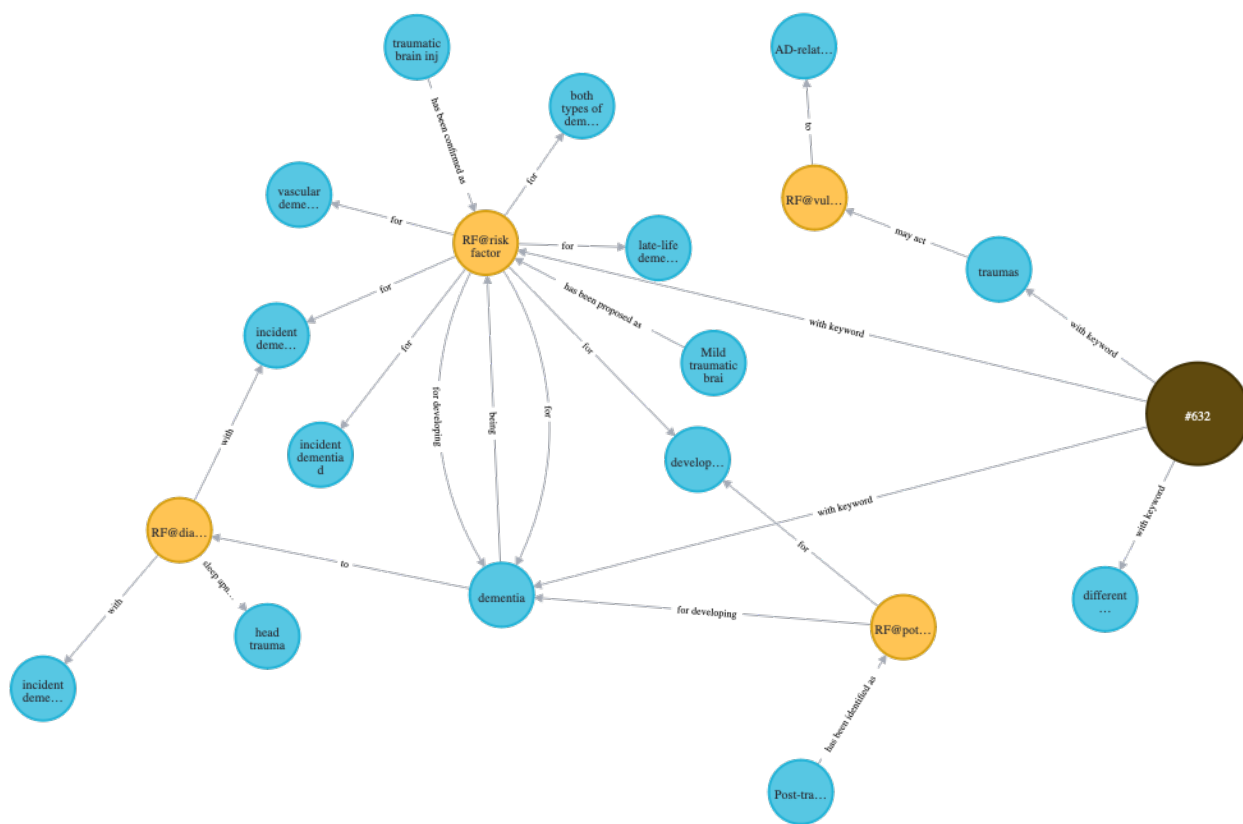 traumatic
brain inj
AD-relat…
both
types of
dem…
has been confirmed as
to
for
vascular
deme…
RF@vul…
for
may act
RF@risk
factor
for
late-life
deme…
traumas
has been proposed as
with keyword
with keyword
for
incident
deme…
for
for
Mild
traumatic
brai
for developing
being
for
#632
with
incident
dementia
d
develop…
with keyword
with keyword
RF@dia…
for
to
sleep apn…
with
dementia
for developing
different
…
head
trauma
RF@pot…
incident
deme…
has been identified as
Post-tra…